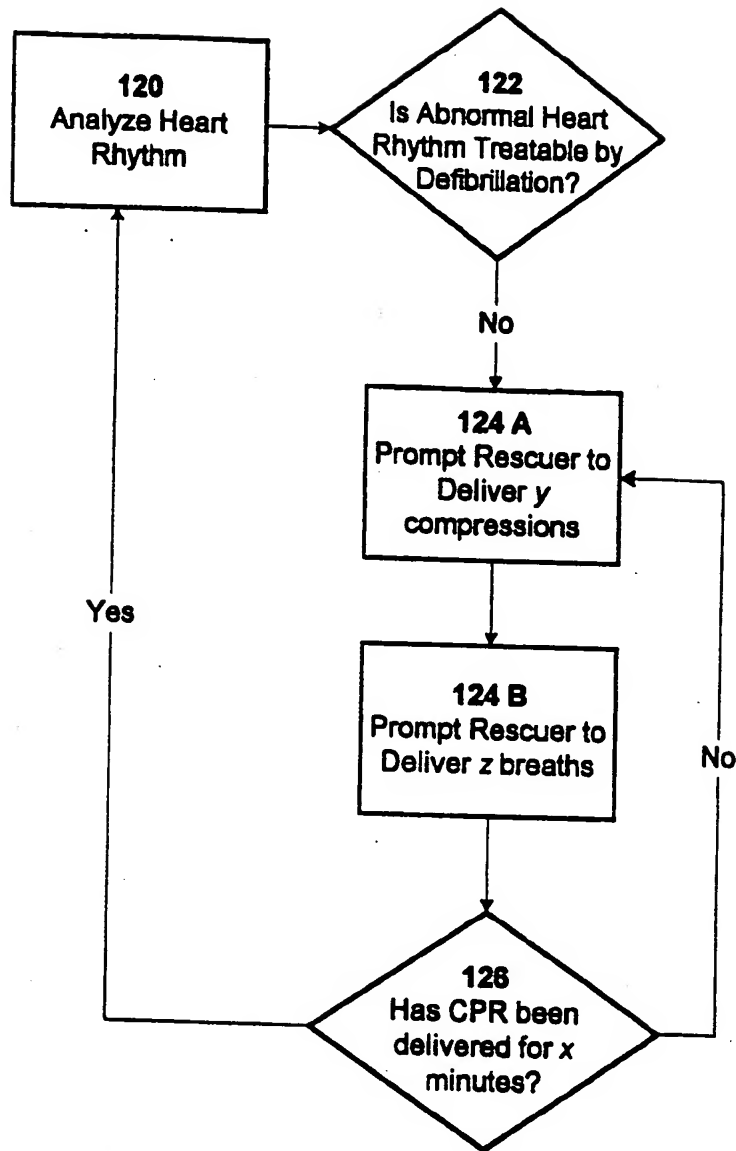 120
Analyze Heart
Rhythm
122
Is Abnormal Heart
Rhythm Treatable by
Defibrillation?
No
124 A
Prompt Rescuer to
Deliver y
compressions
Yes
124 B
Prompt Rescuer to
Deliver z breaths
No
126
Has CPR been
delivered for x
minutes?